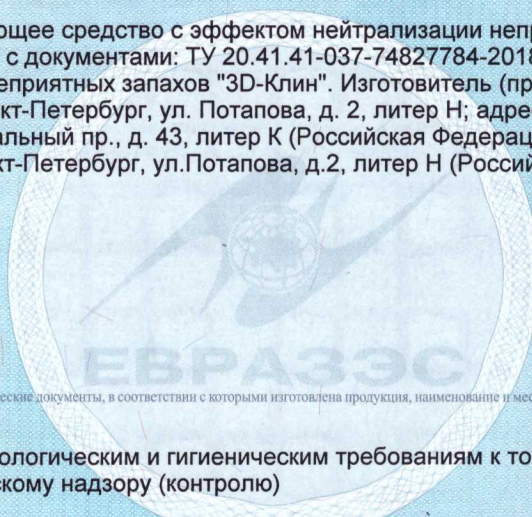 ющее средство с эффектом нейтрализации непр
с документами: ТУ 20.41.41-037-74827784-2018
еприятных запахов "3D-Клин". Изготовитель (пр
кт-Петербург, ул. Потапова, д. 2, литер Н; адре
альный пр., д. 43, литер К (Российская Федерац
кт-Петербург, ул.Потапова, д.2, литер Н (Россий
ЕВРАЗЭС
еские документы, в соответствии с которыми изготовлена продукция, наименование и мес
ологическим и гигиеническим требованиям к то
скому надзору (контролю)